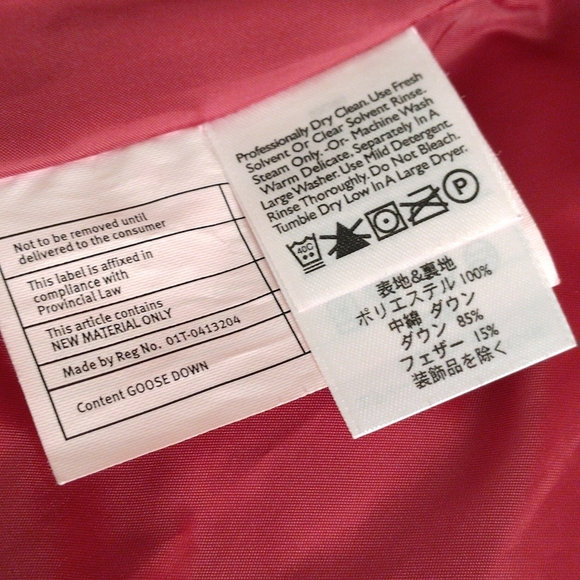 Professionally Dry Clean. Use Fresh
Solvent Or Clear Solvent Rinse.
Steam Only. -Or- Machine Wash
Warm Delicate. Separately In A
Large Washer. Use Mild Detergent.
Rinse Thoroughly. Do Not Bleach.
Tumble Dry Low In A Large Dryer.
40C
P
Not to be removed until
delivered to the consumer
This label is affixed in
compliance with
Provincial Law
This article contains
NEW MATERIAL ONLY
Made by Reg No. 01T-0413204
Content GOOSE DOWN
表地&裏地
ポリエステル 100%
中綿 ダウン
ダウン 85%
フェザー 15%
装飾品を除く